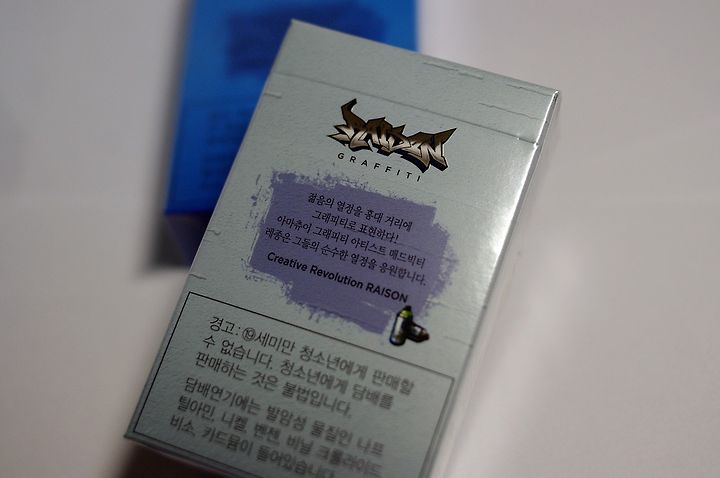 RAISON
GRAFFITI
젊음의 열정을 홍대 거리에
그래피티로 표현하다!
아마츄어 그래피티 아티스트 매드빅터
레종은 그들의 순수한 열정을 응원합니다.
Creative Revolution RAISON
경고: ⑲세미만 청소년에게 판매할
수 없습니다. 청소년에게 담배를
판매하는 것은 불법입니다.
담배연기에는 발암성 물질인 나프
틸아민, 니켈, 벤젠, 비닐 크롤라이드,
비소, 카드뮴이 들어있습니다.